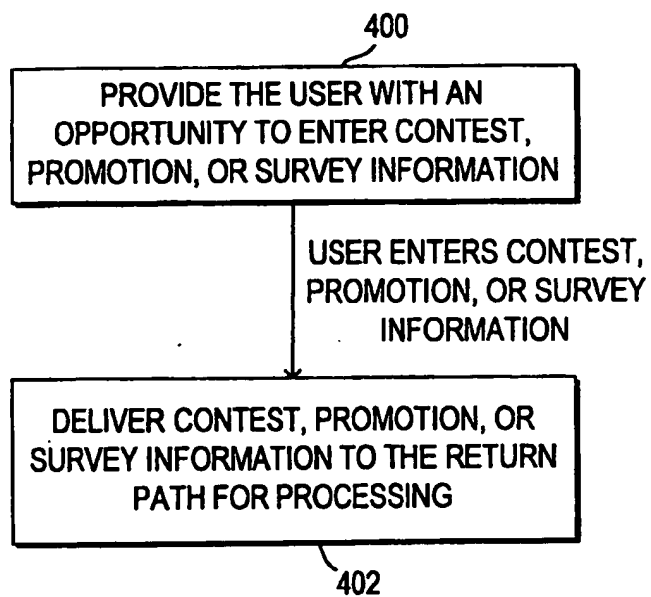 400
PROVIDE THE USER WITH AN
OPPORTUNITY TO ENTER CONTEST,
PROMOTION, OR SURVEY INFORMATION
USER ENTERS CONTEST,
PROMOTION, OR SURVEY
INFORMATION
DELIVER CONTEST, PROMOTION, OR
SURVEY INFORMATION TO THE RETURN
PATH FOR PROCESSING
402